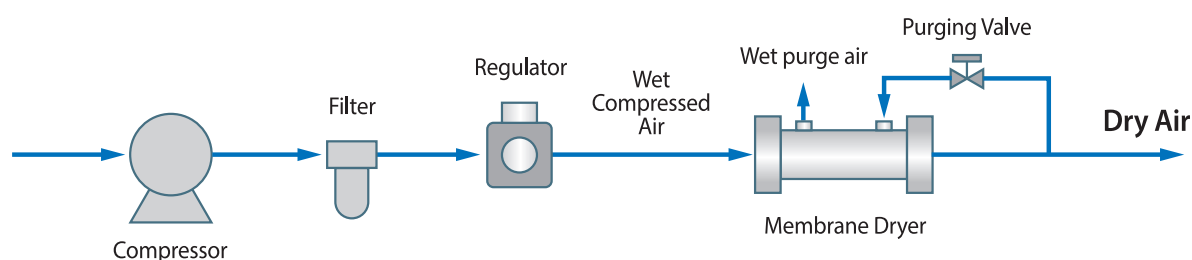 Purging Valve
Wet purge air
Regulator
Wet
Compressed
Air
Filter
Dry Air
Membrane Dryer
Compressor